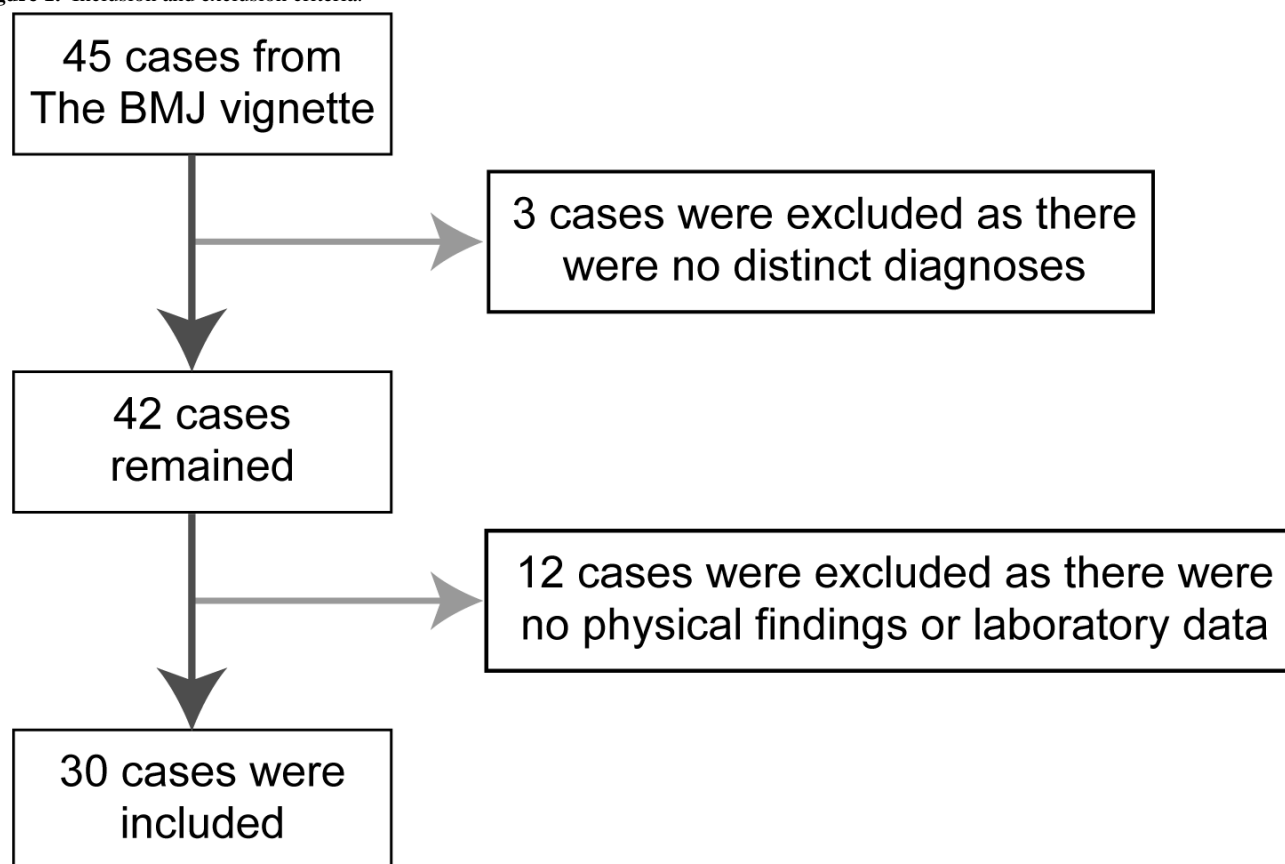 45 cases from
The BMJ vignette
3 cases were excluded as there
were no distinct diagnoses
42 cases
remained
12 cases were excluded as there were
no physical findings or laboratory data
30 cases were
included